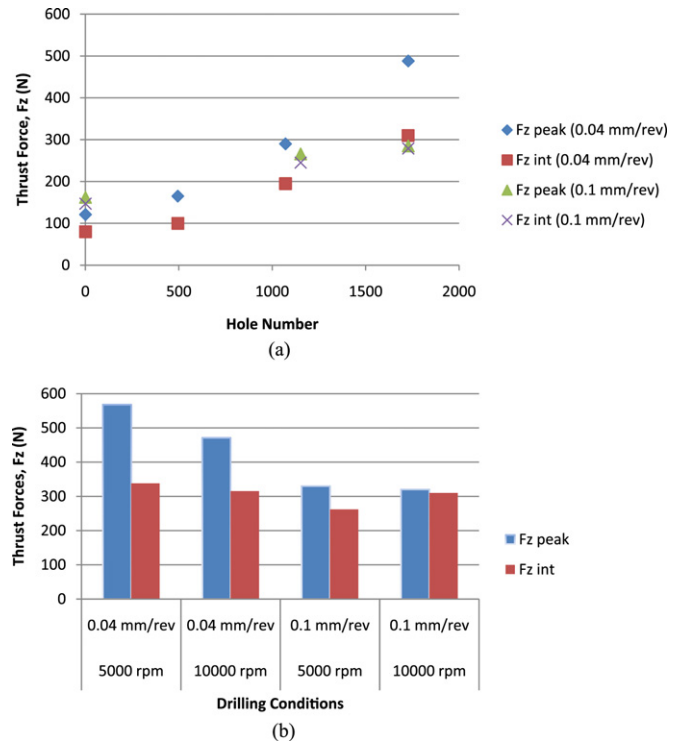 600
500
400
300
200
100
0
Thrust Force, Fz (N)
0 500 1000 1500 2000
Hole Number
Fz peak (0.04 mm/rev)
Fz int (0.04 mm/rev)
Fz peak (0.1 mm/rev)
Fz int (0.1 mm/rev)
(a)
600
500
400
300
200
100
0
Thrust Forces, Fz (N)
0.04 mm/rev 0.04 mm/rev 0.1 mm/rev 0.1 mm/rev
5000 rpm 10000 rpm 5000 rpm 10000 rpm
Drilling Conditions
Fz peak
Fz int
(b)